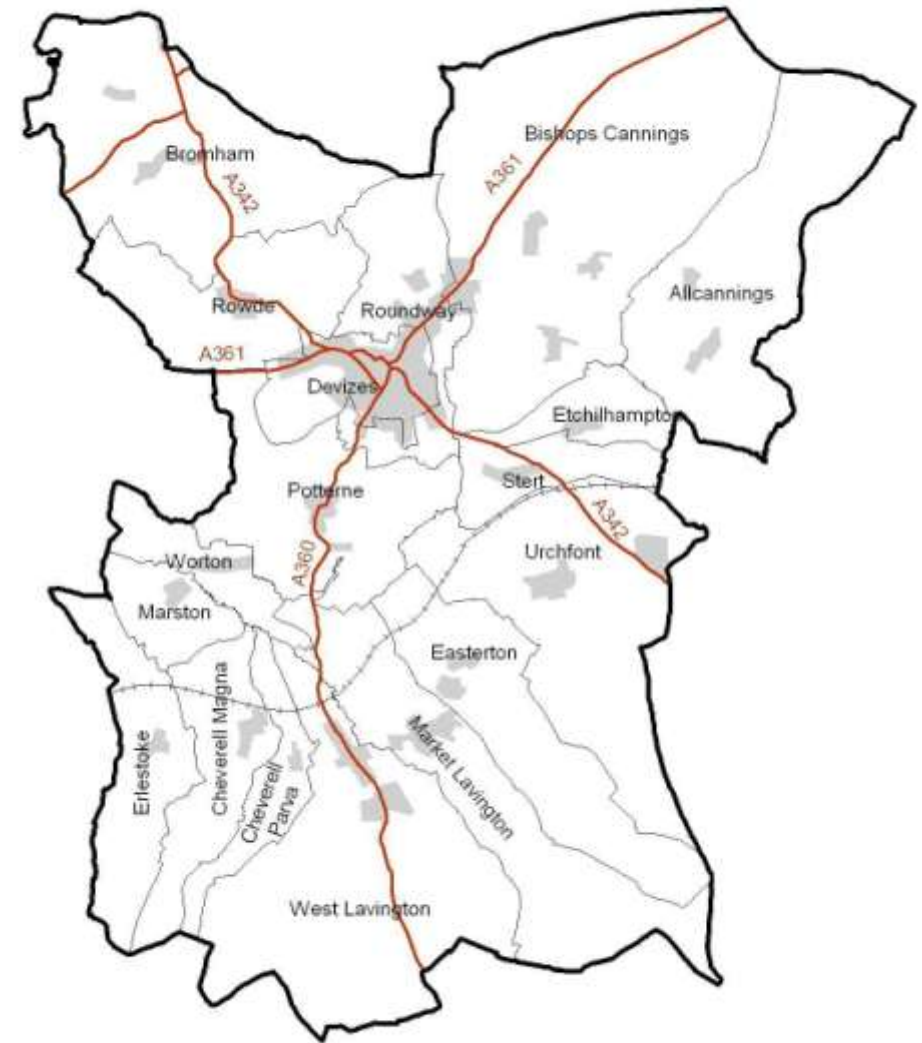 Bishops Cannings
Bromham
A361
A342
Allcannings
Rowde
Roundway
A361
Devizes
Etchilhampto
Stert
Potterne
A342
Urchfont
Worton
A360
Marston
Easterton
Cheverell Magna
Erlestoke
Market Lavington
Cheverell
Parva
West Lavington